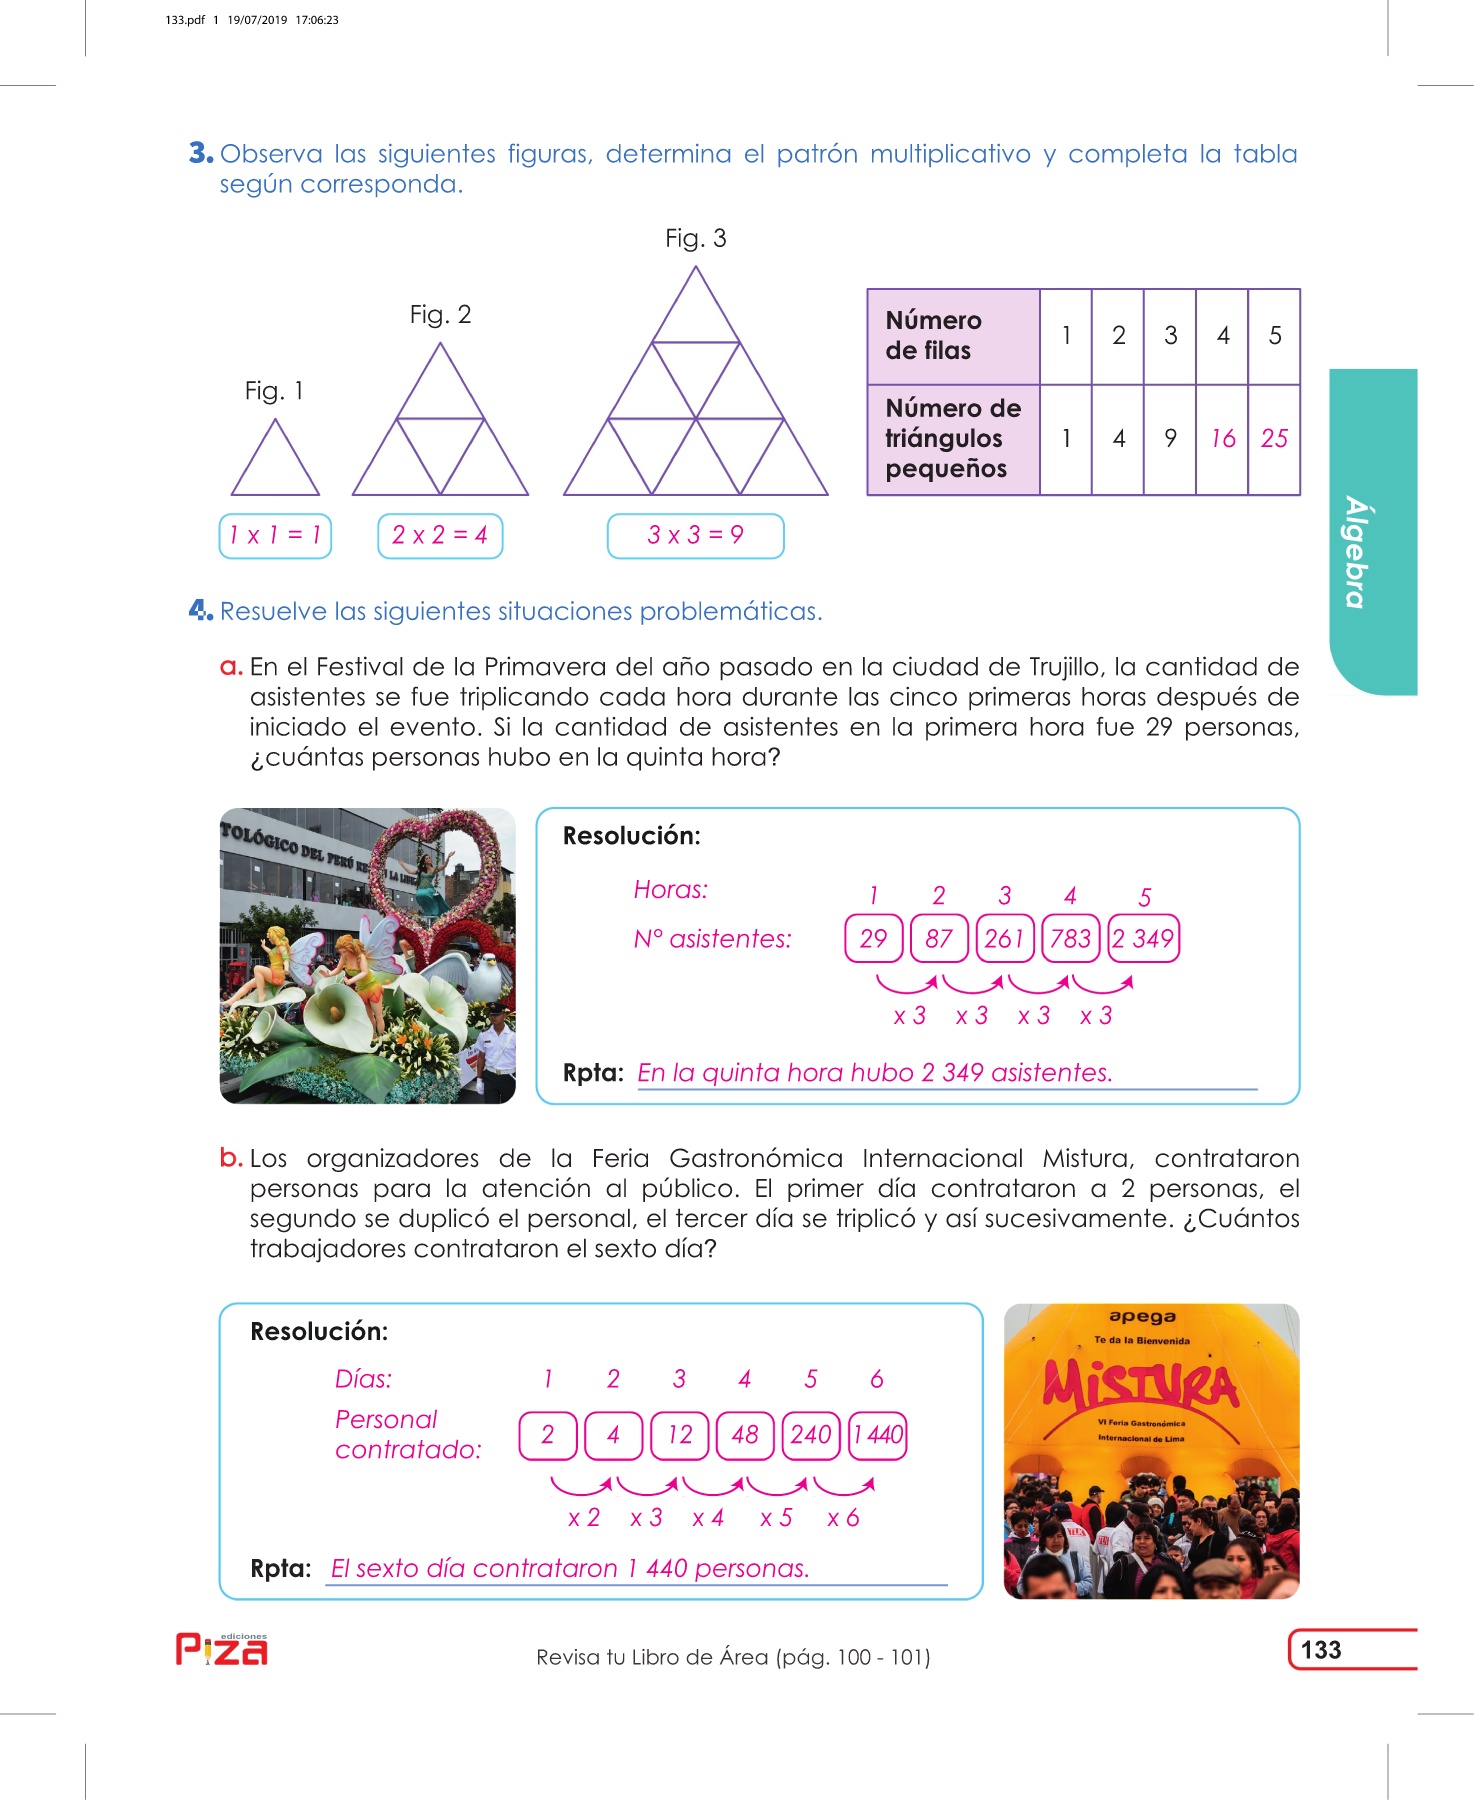 133.pdf 1 19/07/2019 17:06:23
3. Observa las siguientes figuras, determina el patrón multiplicativo y completa la tabla
según corresponda.
Fig. 1
Fig. 2
Fig. 3
1 x 1 = 1
2 x 2 = 4
3 x 3 = 9
Número
de filas
1 2 3 4 5
Número de
triángulos
pequeños
1 4 9 16 25
Álgebra
4. Resuelve las siguientes situaciones problemáticas.
a. En el Festival de la Primavera del año pasado en la ciudad de Trujillo, la cantidad de
asistentes se fue triplicando cada hora durante las cinco primeras horas después de
iniciado el evento. Si la cantidad de asistentes en la primera hora fue 29 personas,
¿cuántas personas hubo en la quinta hora?
TOLÓGICO DEL PERÚ
Resolución:
Horas: 1 2 3 4 5
N° asistentes: 29 87 261 783 2 349
x 3 x 3 x 3 x 3
Rpta: En la quinta hora hubo 2 349 asistentes.
b. Los organizadores de la Feria Gastronómica Internacional Mistura, contrataron
personas para la atención al público. El primer día contrataron a 2 personas, el
segundo se duplicó el personal, el tercer día se triplicó y así sucesivamente. ¿Cuántos
trabajadores contrataron el sexto día?
Resolución:
Días: 1 2 3 4 5 6
Personal
contratado:
2 4 12 48 240 1 440
x 2 x 3 x 4 x 5 x 6
Rpta: El sexto día contrataron 1 440 personas.
apega
Te da la Bienvenida
MISTURA
VI Feria Gastronómica
Internacional de Lima
ediciones
Piza
Revisa tu Libro de Área (pág. 100 - 101)
133